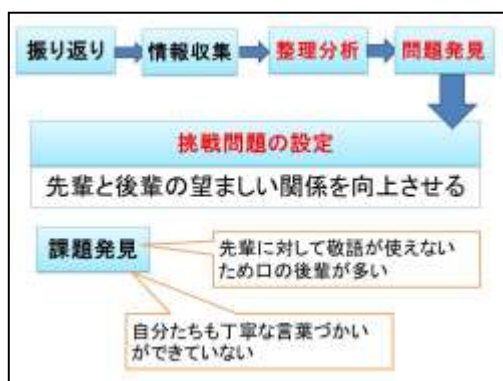 振り返り
情報収集
整理分析
問題発見
挑戦問題の設定
先輩と後輩の望ましい関係を向上させる
課題発見
先輩に対して敬語が使えない
ため口の後輩が多い
自分たちも丁寧な言葉づかい
ができていない